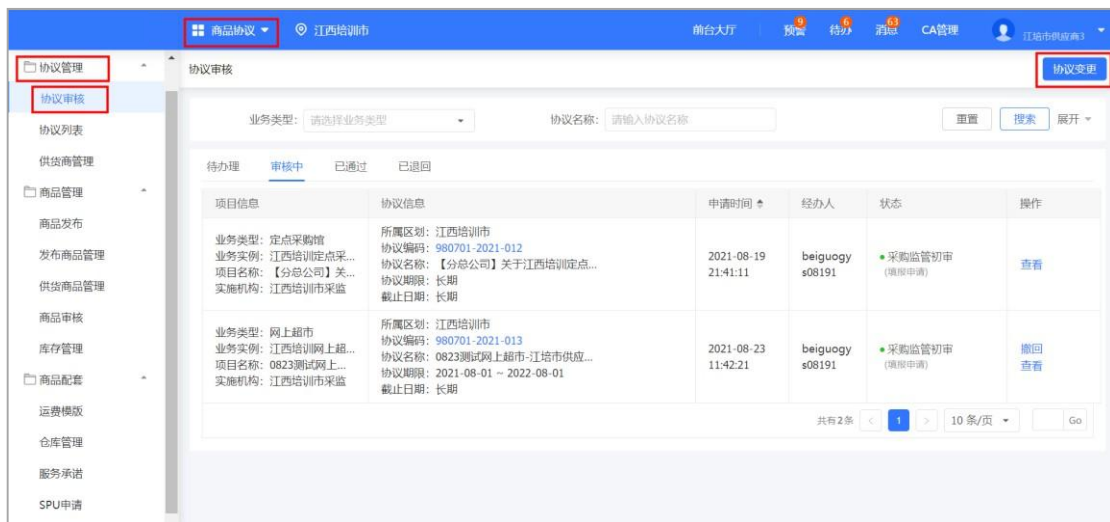 商品协议
江西培训市
前台大厅
预警
9
待办
6
消息
63
CA管理
江培市供应商3
协议管理
协议审核
协议列表
供货商管理
商品管理
商品发布
发布商品管理
供货商品管理
商品审核
库存管理
商品配套
运费模版
仓库管理
服务承诺
SPU申请
协议审核
协议变更
业务类型: 请选择业务类型
协议名称: 请输入协议名称
重置
搜索
展开
待办理 审核中 已通过 已退回
项目信息 协议信息 申请时间 经办人 状态 操作
业务类型: 定点采购馆
业务实例: 江西培训定点采...
项目名称: 【分总公司】关...
实施机构: 江西培训市采监
所属区划: 江西培训市
协议编码: 980701-2021-012
协议名称: 【分总公司】关于江西培训定点...
协议期限: 长期
截止日期: 长期
2021-08-19
21:41:11
beiguogy
s08191
采购监管初审
(填报申请)
查看
业务类型: 网上超市
业务实例: 江西培训网上超...
项目名称: 0823测试网上...
实施机构: 江西培训市采监
所属区划: 江西培训市
协议编码: 980701-2021-013
协议名称: 0823测试网上超市-江培市供应...
协议期限: 2021-08-01 ~ 2022-08-01
截止日期: 长期
2021-08-23
11:42:21
beiguogy
s08191
采购监管初审
(填报申请)
撤回
查看
共有2条 < 1 > 10 条/页 Go